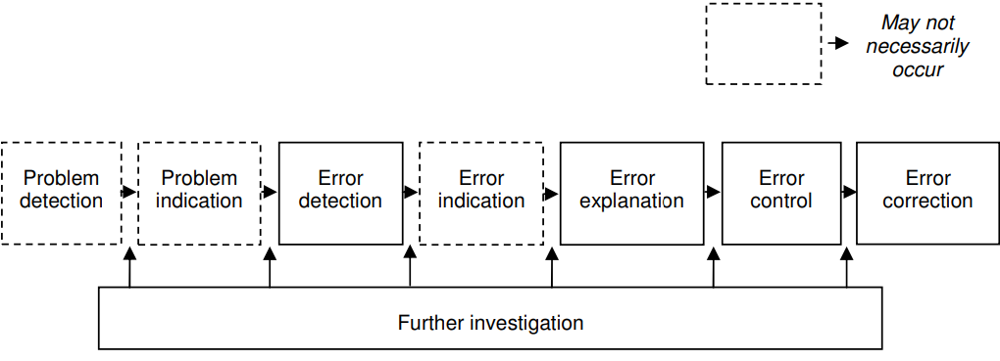 May not
necessarily
occur
Problem
detection
Problem
indication
Error
detection
Error
indication
Error
explanation
Error
control
Error
correction
Further investigation